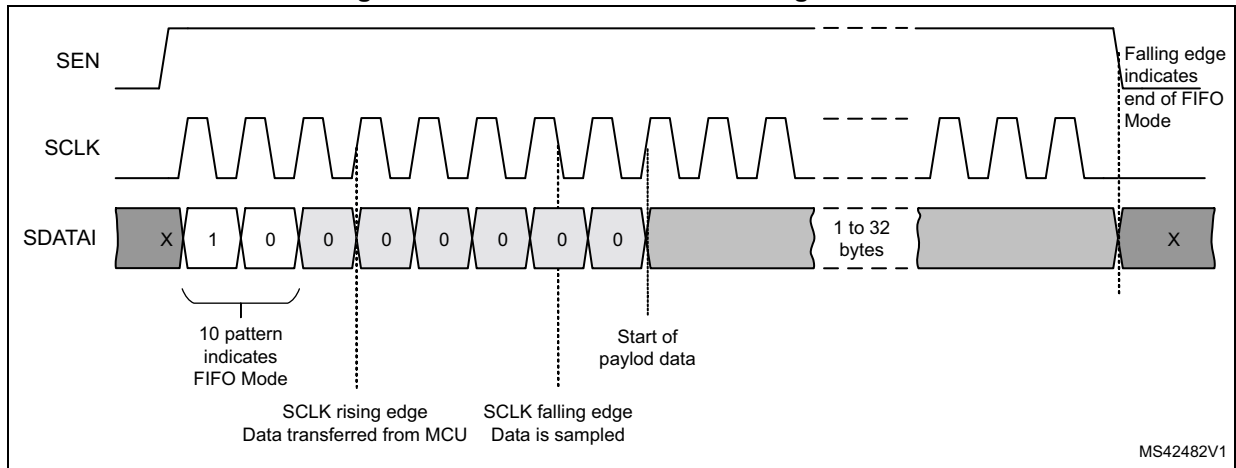 SEN
Falling edge
indicates
end of FIFO
Mode
SCLK
SDATAI
X 1 0 0 0 0 0 0 0
1 to 32
bytes
X
10 pattern
indicates
FIFO Mode
Start of
paylod data
SCLK rising edge
Data transferred from MCU
SCLK falling edge
Data is sampled
MS42482V1